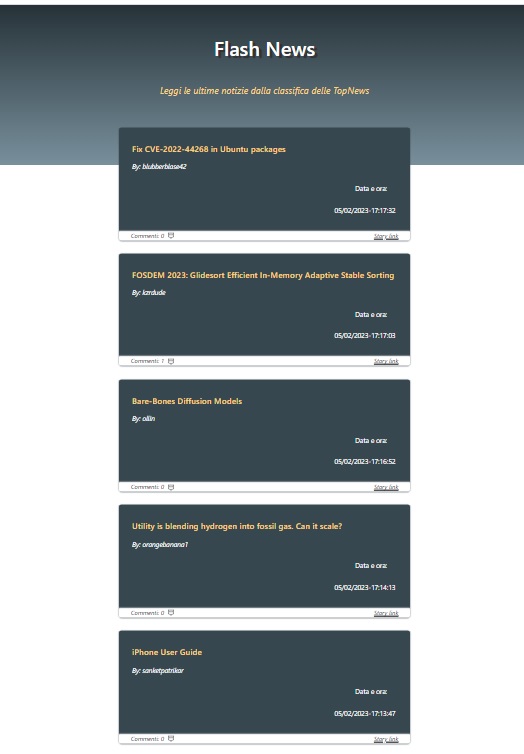 Flash News
Leggi le ultime notizie dalla classifica delle TopNews
Fix CVE-2022-44268 in Ubuntu packages
By: blubberblase42
Data e ora:
05/02/2023-17:17:32
Comments: 0 Story link
FOSDEM 2023: Glidesort Efficient In-Memory Adaptive Stable Sorting
By: lzrdude
Data e ora:
05/02/2023-17:17:03
Comments: 1 Story link
Bare-Bones Diffusion Models
By: ollin
Data e ora:
05/02/2023-17:16:52
Comments: 0 Story link
Utility is blending hydrogen into fossil gas. Can it scale?
By: orangebanana1
Data e ora:
05/02/2023-17:14:13
Comments: 0 Story link
iPhone User Guide
By: sanketpatrikar
Data e ora:
05/02/2023-17:13:47
Comments: 0 Story link